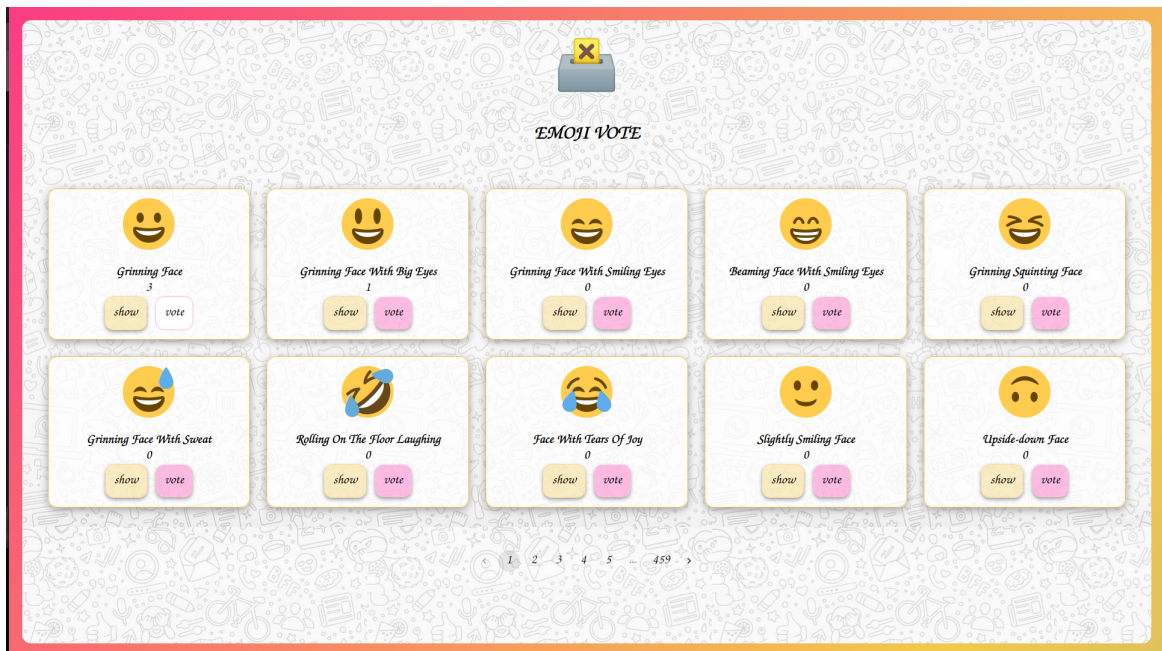 EMOJI VOTE
Grinning Face
3
show vote
Grinning Face With Big Eyes
1
show vote
Grinning Face With Smiling Eyes
0
show vote
Beaming Face With Smiling Eyes
0
show vote
Grinning Squinting Face
0
show vote
Grinning Face With Sweat
0
show vote
Rolling On The Floor Laughing
0
show vote
Face With Tears Of Joy
0
show vote
Slightly Smiling Face
0
show vote
Upside-down Face
0
show vote
‹ 1 2 3 4 5 ... 459 ›